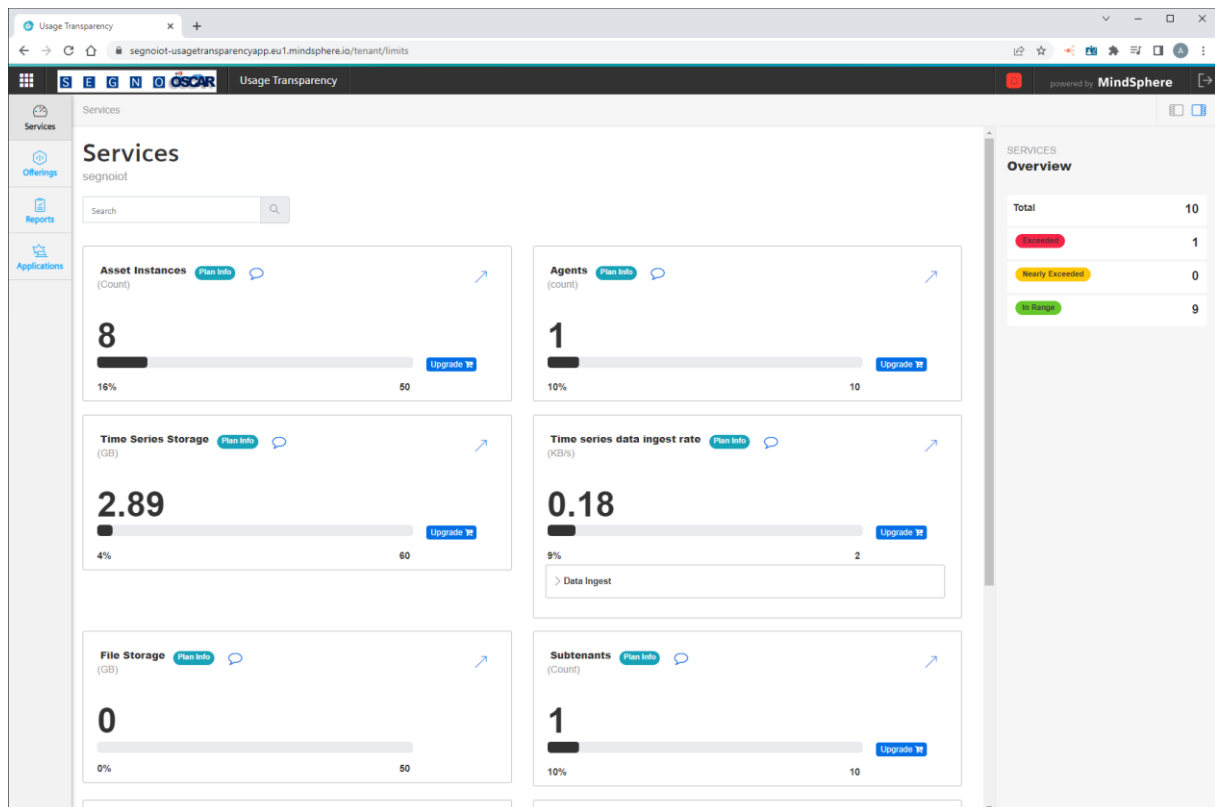 Usage Transparency
segnoiot-usagetransparencyapp.eu1.mindsphere.io/tenant/limits
S E G N O OSCAR Usage Transparency powered by MindSphere
Services
Offerings
Reports
Applications
Services
Services
segnoiot
Search
Asset Instances Plan Info
(Count)
8
Upgrade
16% 50
Agents Plan Info
(count)
1
Upgrade
10% 10
Time Series Storage Plan Info
(GB)
2.89
Upgrade
4% 60
Time series data ingest rate Plan Info
(KB/s)
0.18
Upgrade
9% 2
Data Ingest
File Storage Plan Info
(GB)
0
0% 50
Subtenants Plan Info
(Count)
1
Upgrade
10% 10
SERVICES
Overview
Total 10
Exceeded 1
Nearly Exceeded 0
In Range 9
A